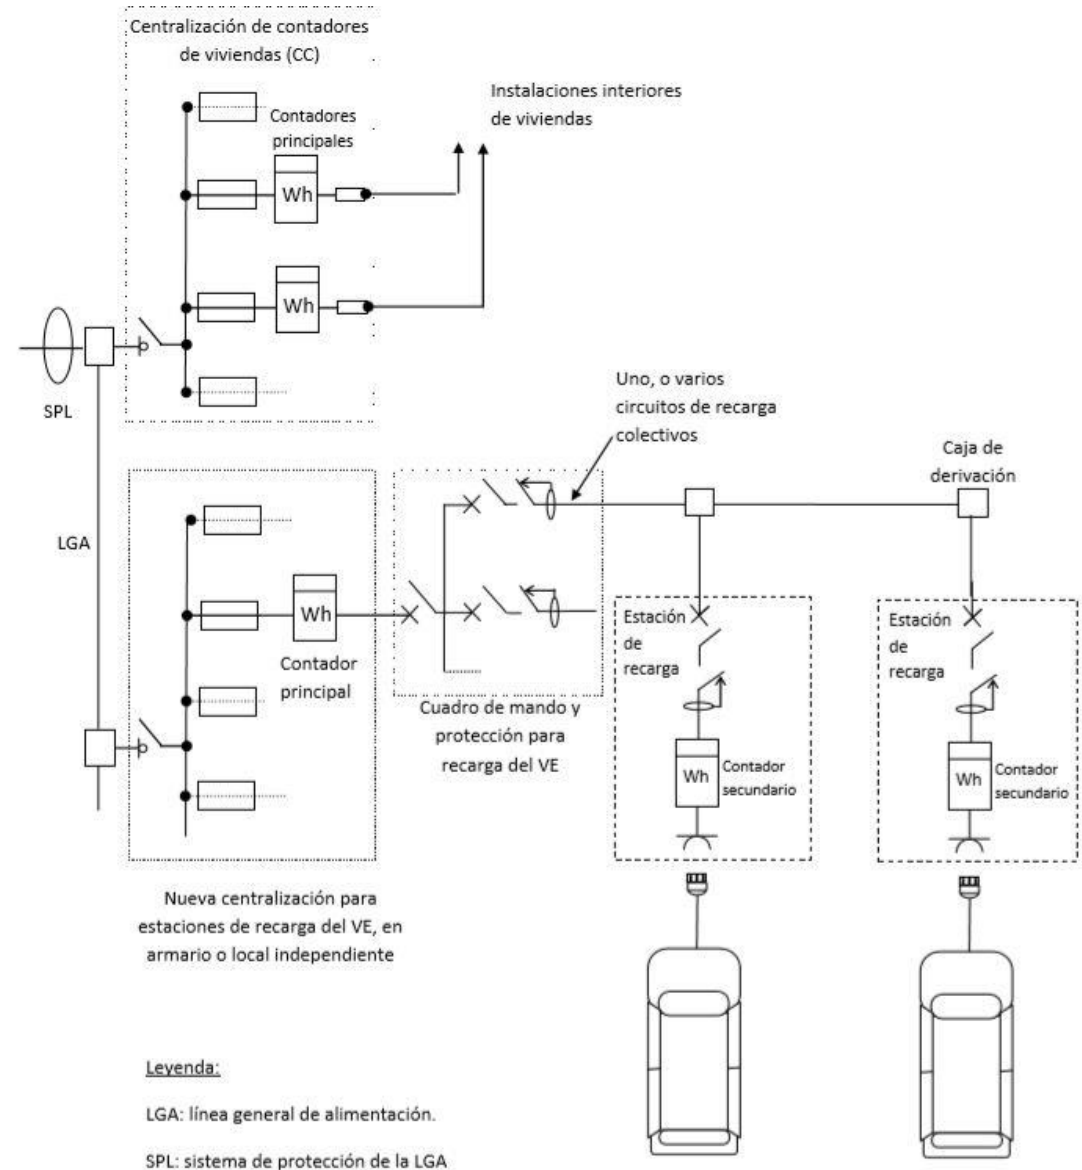 Centralización de contadores
de viviendas (CC)
Contadores
principales
Wh
Wh
Instalaciones interiores
de viviendas
SPL
Uno, o varios
circuitos de recarga
colectivos
Caja de
derivación
LGA
Wh
Contador
principal
Cuadro de mando y
protección para
recarga del VE
Estación
de
recarga
Wh
Contador
secundario
Estación
de
recarga
Wh
Contador
secundario
Nueva centralización para
estaciones de recarga del VE, en
armario o local independiente
Leyenda:
LGA: línea general de alimentación.
SPL: sistema de protección de la LGA